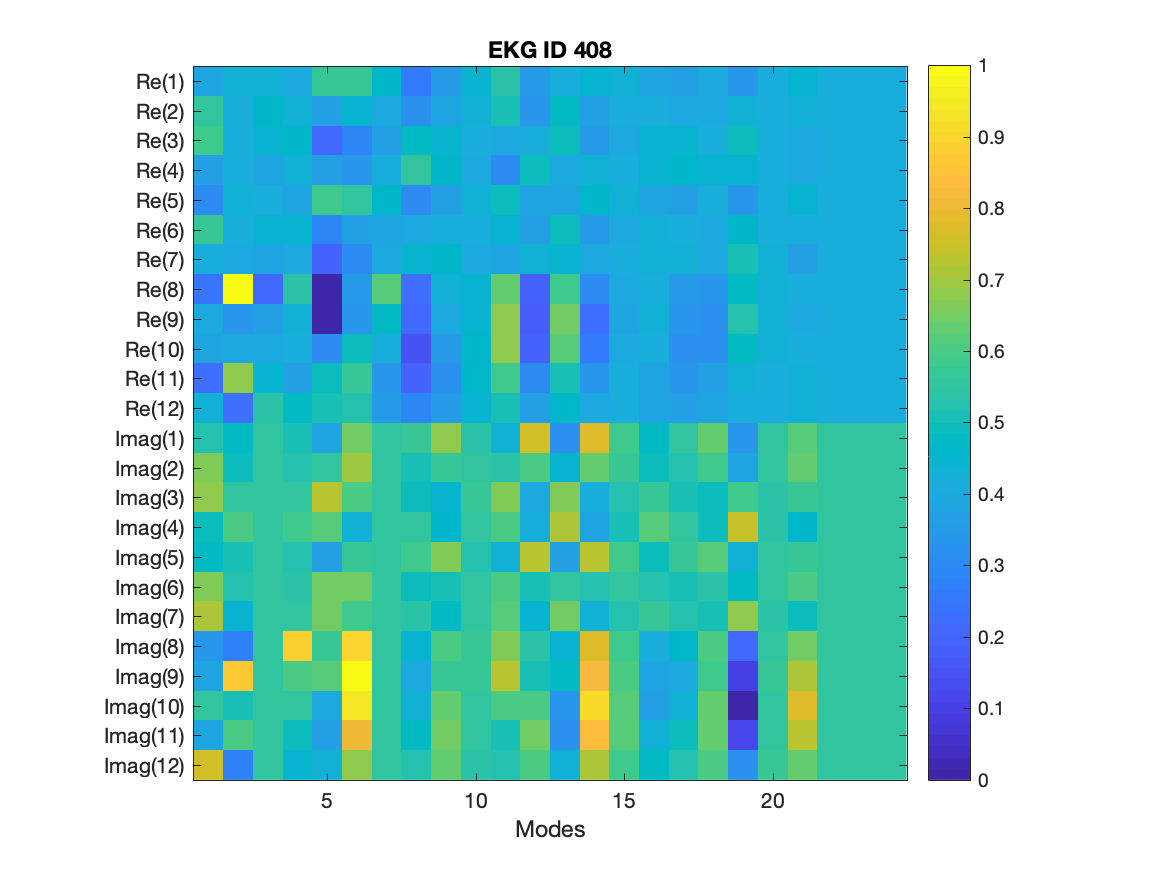 EKG ID 408
Re(1)
Re(2)
Re(3)
Re(4)
Re(5)
Re(6)
Re(7)
Re(8)
Re(9)
Re(10)
Re(11)
Re(12)
Imag(1)
Imag(2)
Imag(3)
Imag(4)
Imag(5)
Imag(6)
Imag(7)
Imag(8)
Imag(9)
Imag(10)
Imag(11)
Imag(12)
5 10 15 20
Modes
1
0.9
0.8
0.7
0.6
0.5
0.4
0.3
0.2
0.1
0